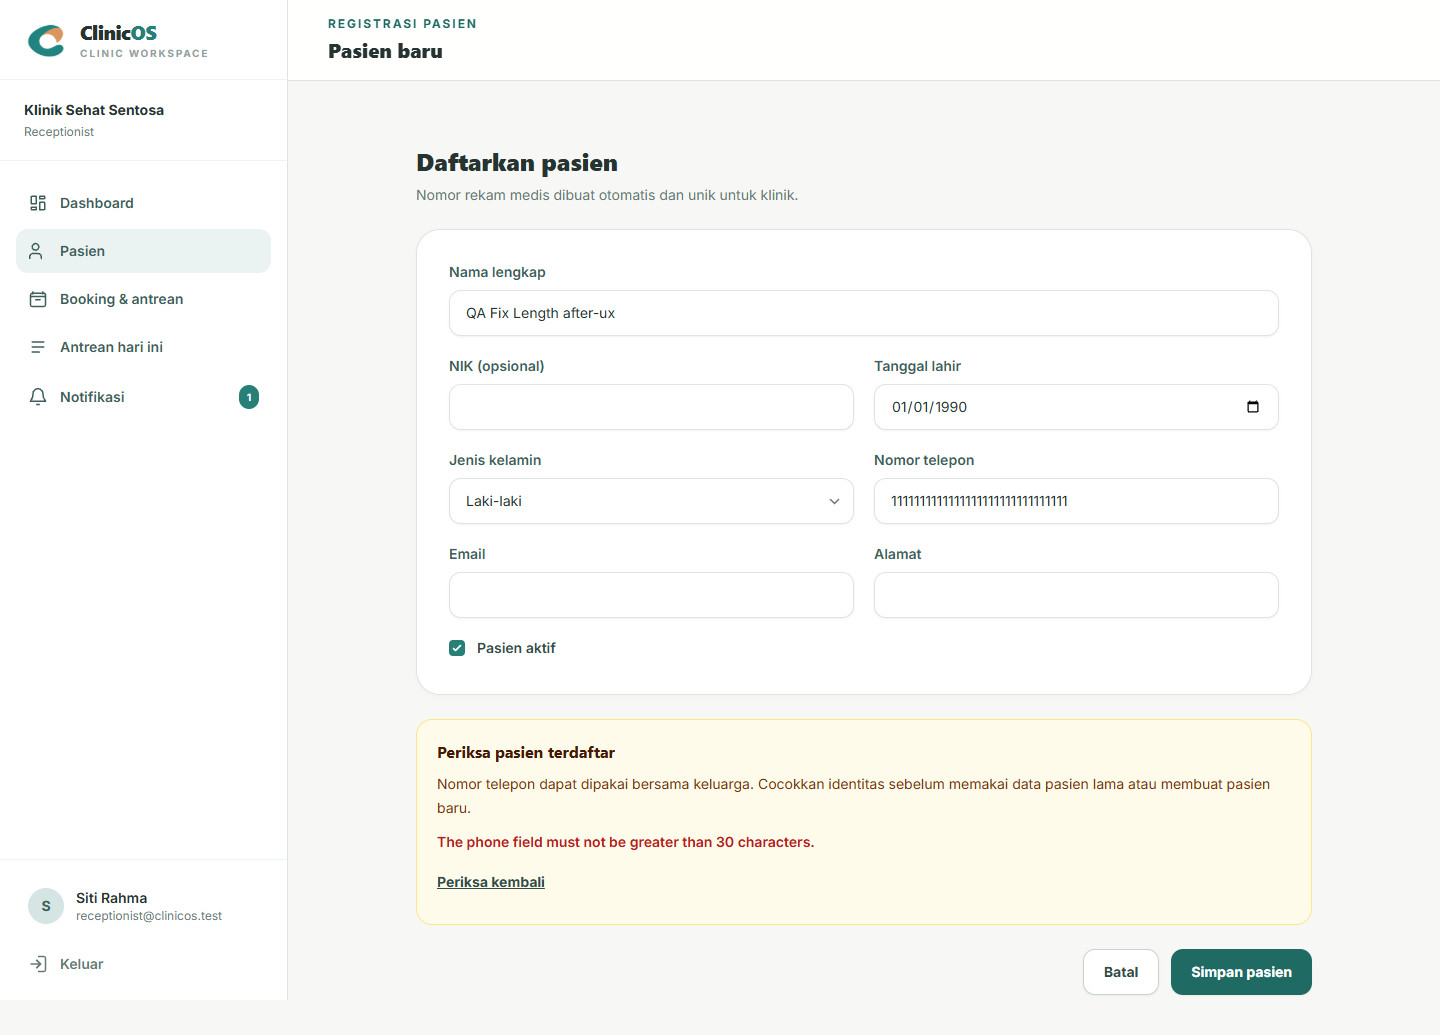 ClinicOS
CLINIC WORKSPACE
Klinik Sehat Sentosa
Receptionist
Dashboard
Pasien
Booking & antrean
Antrean hari ini
Notifikasi
1
S
Siti Rahma
receptionist@clinicos.test
Keluar
REGISTRASI PASIEN
Pasien baru
Daftarkan pasien
Nomor rekam medis dibuat otomatis dan unik untuk klinik.
Nama lengkap
QA Fix Length after-ux
NIK (opsional)
Tanggal lahir
01/01/1990
Jenis kelamin
Nomor telepon
Laki-laki
Email
Alamat
Pasien aktif
Periksa pasien terdaftar
Nomor telepon dapat dipakai bersama keluarga. Cocokkan identitas sebelum memakai data pasien lama atau membuat pasien
baru.
The phone field must not be greater than 30 characters.
Periksa kembali
Batal
Simpan pasien